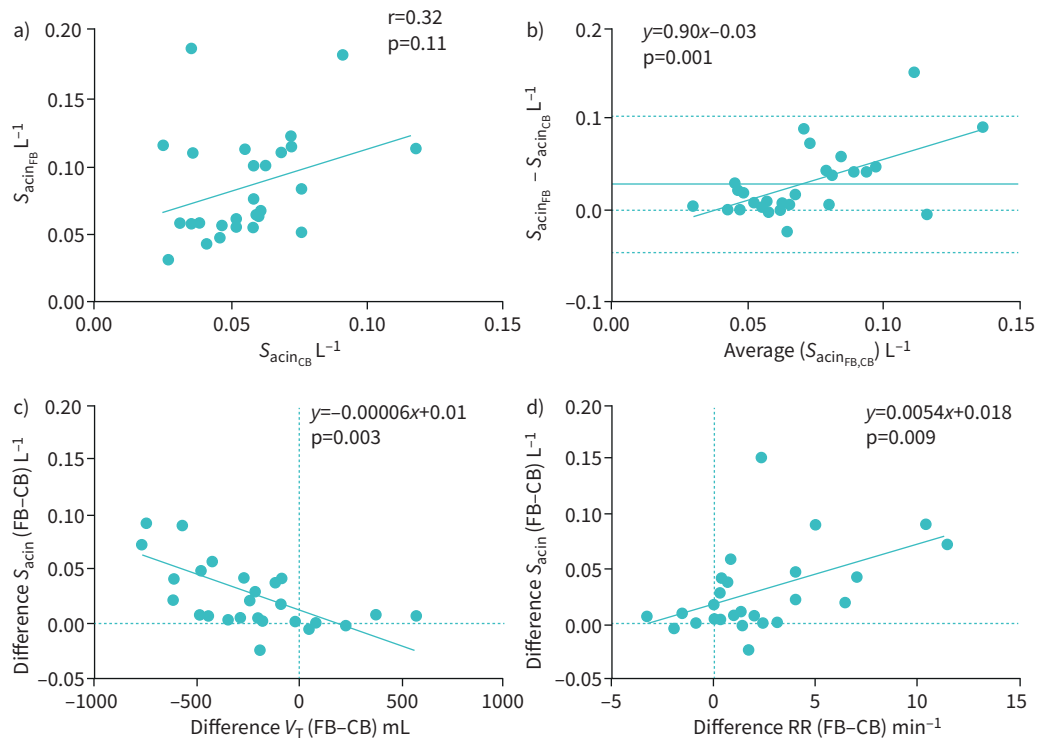 a)
r=0.32
p=0.11
0.20
0.15
0.10
0.05
0.00
SacinFB L–1
0.00 0.05 0.10 0.15
SacinCB L–1
b)
y=0.90x–0.03
p=0.001
0.2
0.1
0.0
–0.1
SacinFB – SacinCB L–1
0.00 0.05 0.10 0.15
Average (SacinFB,CB) L–1
c)
y=–0.00006x+0.01
p=0.003
0.20
0.15
0.10
0.05
0.00
–0.05
Difference Sacin (FB–CB) L–1
–1000 –500 0 500 1000
Difference VT (FB–CB) mL
d)
y=0.0054x+0.018
p=0.009
0.20
0.15
0.10
0.05
0.00
–0.05
Difference Sacin (FB–CB) L–1
–5 0 5 10 15
Difference RR (FB–CB) min–1